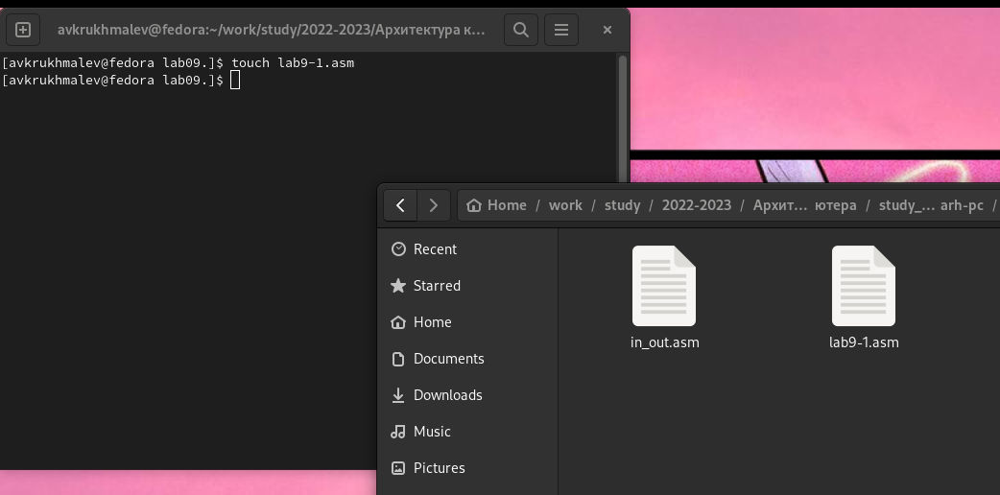 avkrukhmalev@fedora:~/work/study/2022-2023/Архитектура к...
[avkrukhmalev@fedora lab09.]$ touch lab9-1.asm
[avkrukhmalev@fedora lab09.]$
Home / work / study / 2022-2023 / Архит... ютера / study_... arh-pc /
Recent
Starred
Home
Documents
Downloads
Music
Pictures
in_out.asm
lab9-1.asm